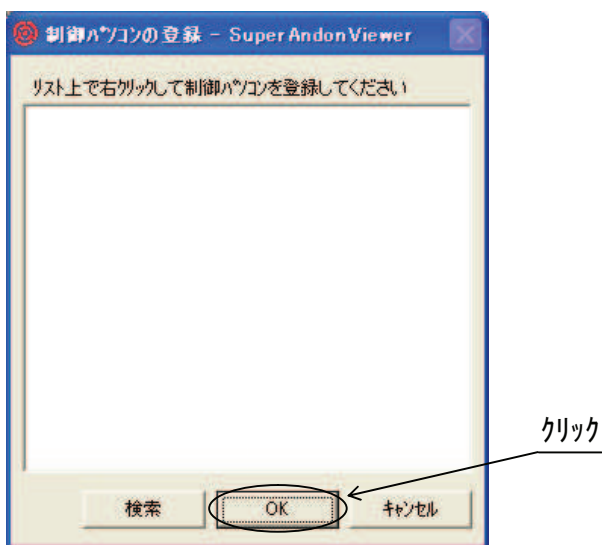 制御ﾊﾟｿｺﾝの登録 - Super Andon Viewer
ﾘｽﾄ上で右ｸﾘｯｸして制御ﾊﾟｿｺﾝを登録してください
ｸﾘｯｸ
検索 OK ｷｬﾝｾﾙ